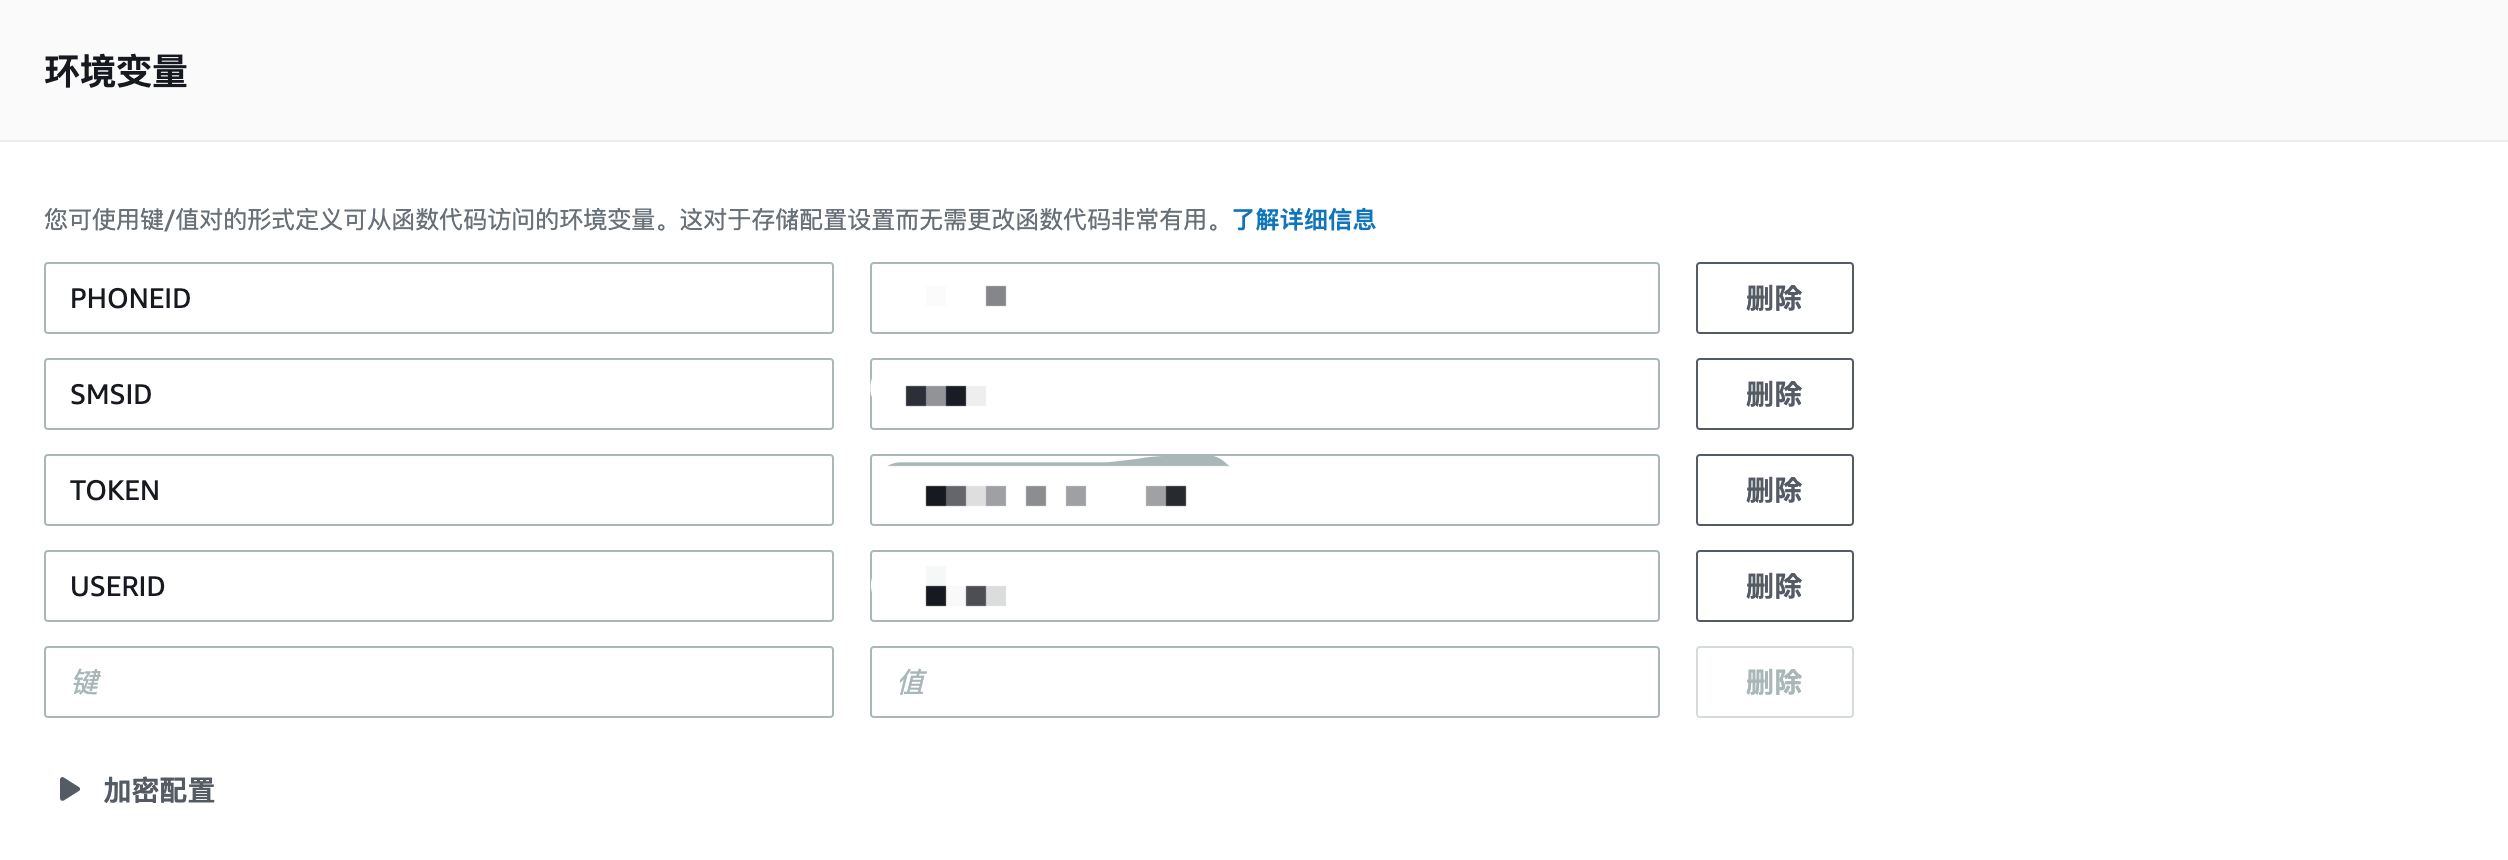 环境变量
您可使用键/值对的形式定义可从函数代码访问的环境变量。这对于存储配置设置而无需更改函数代码非常有用。了解详细信息
PHONEID 删除
SMSID 删除
TOKEN 删除
USERID 删除
键 值 删除
加密配置